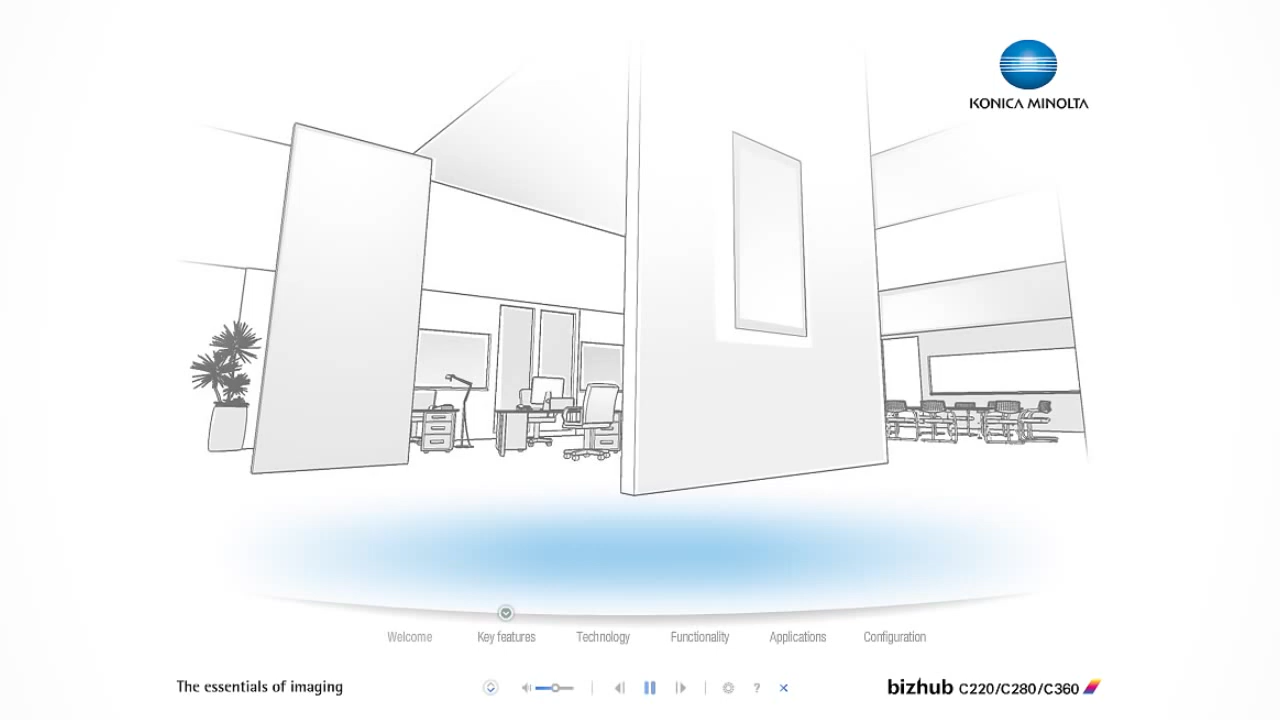 KONICA MINOLTA
Welcome Key features Technology Functionality Applications Configuration
The essentials of imaging
?
bizhub C220/C280/C360